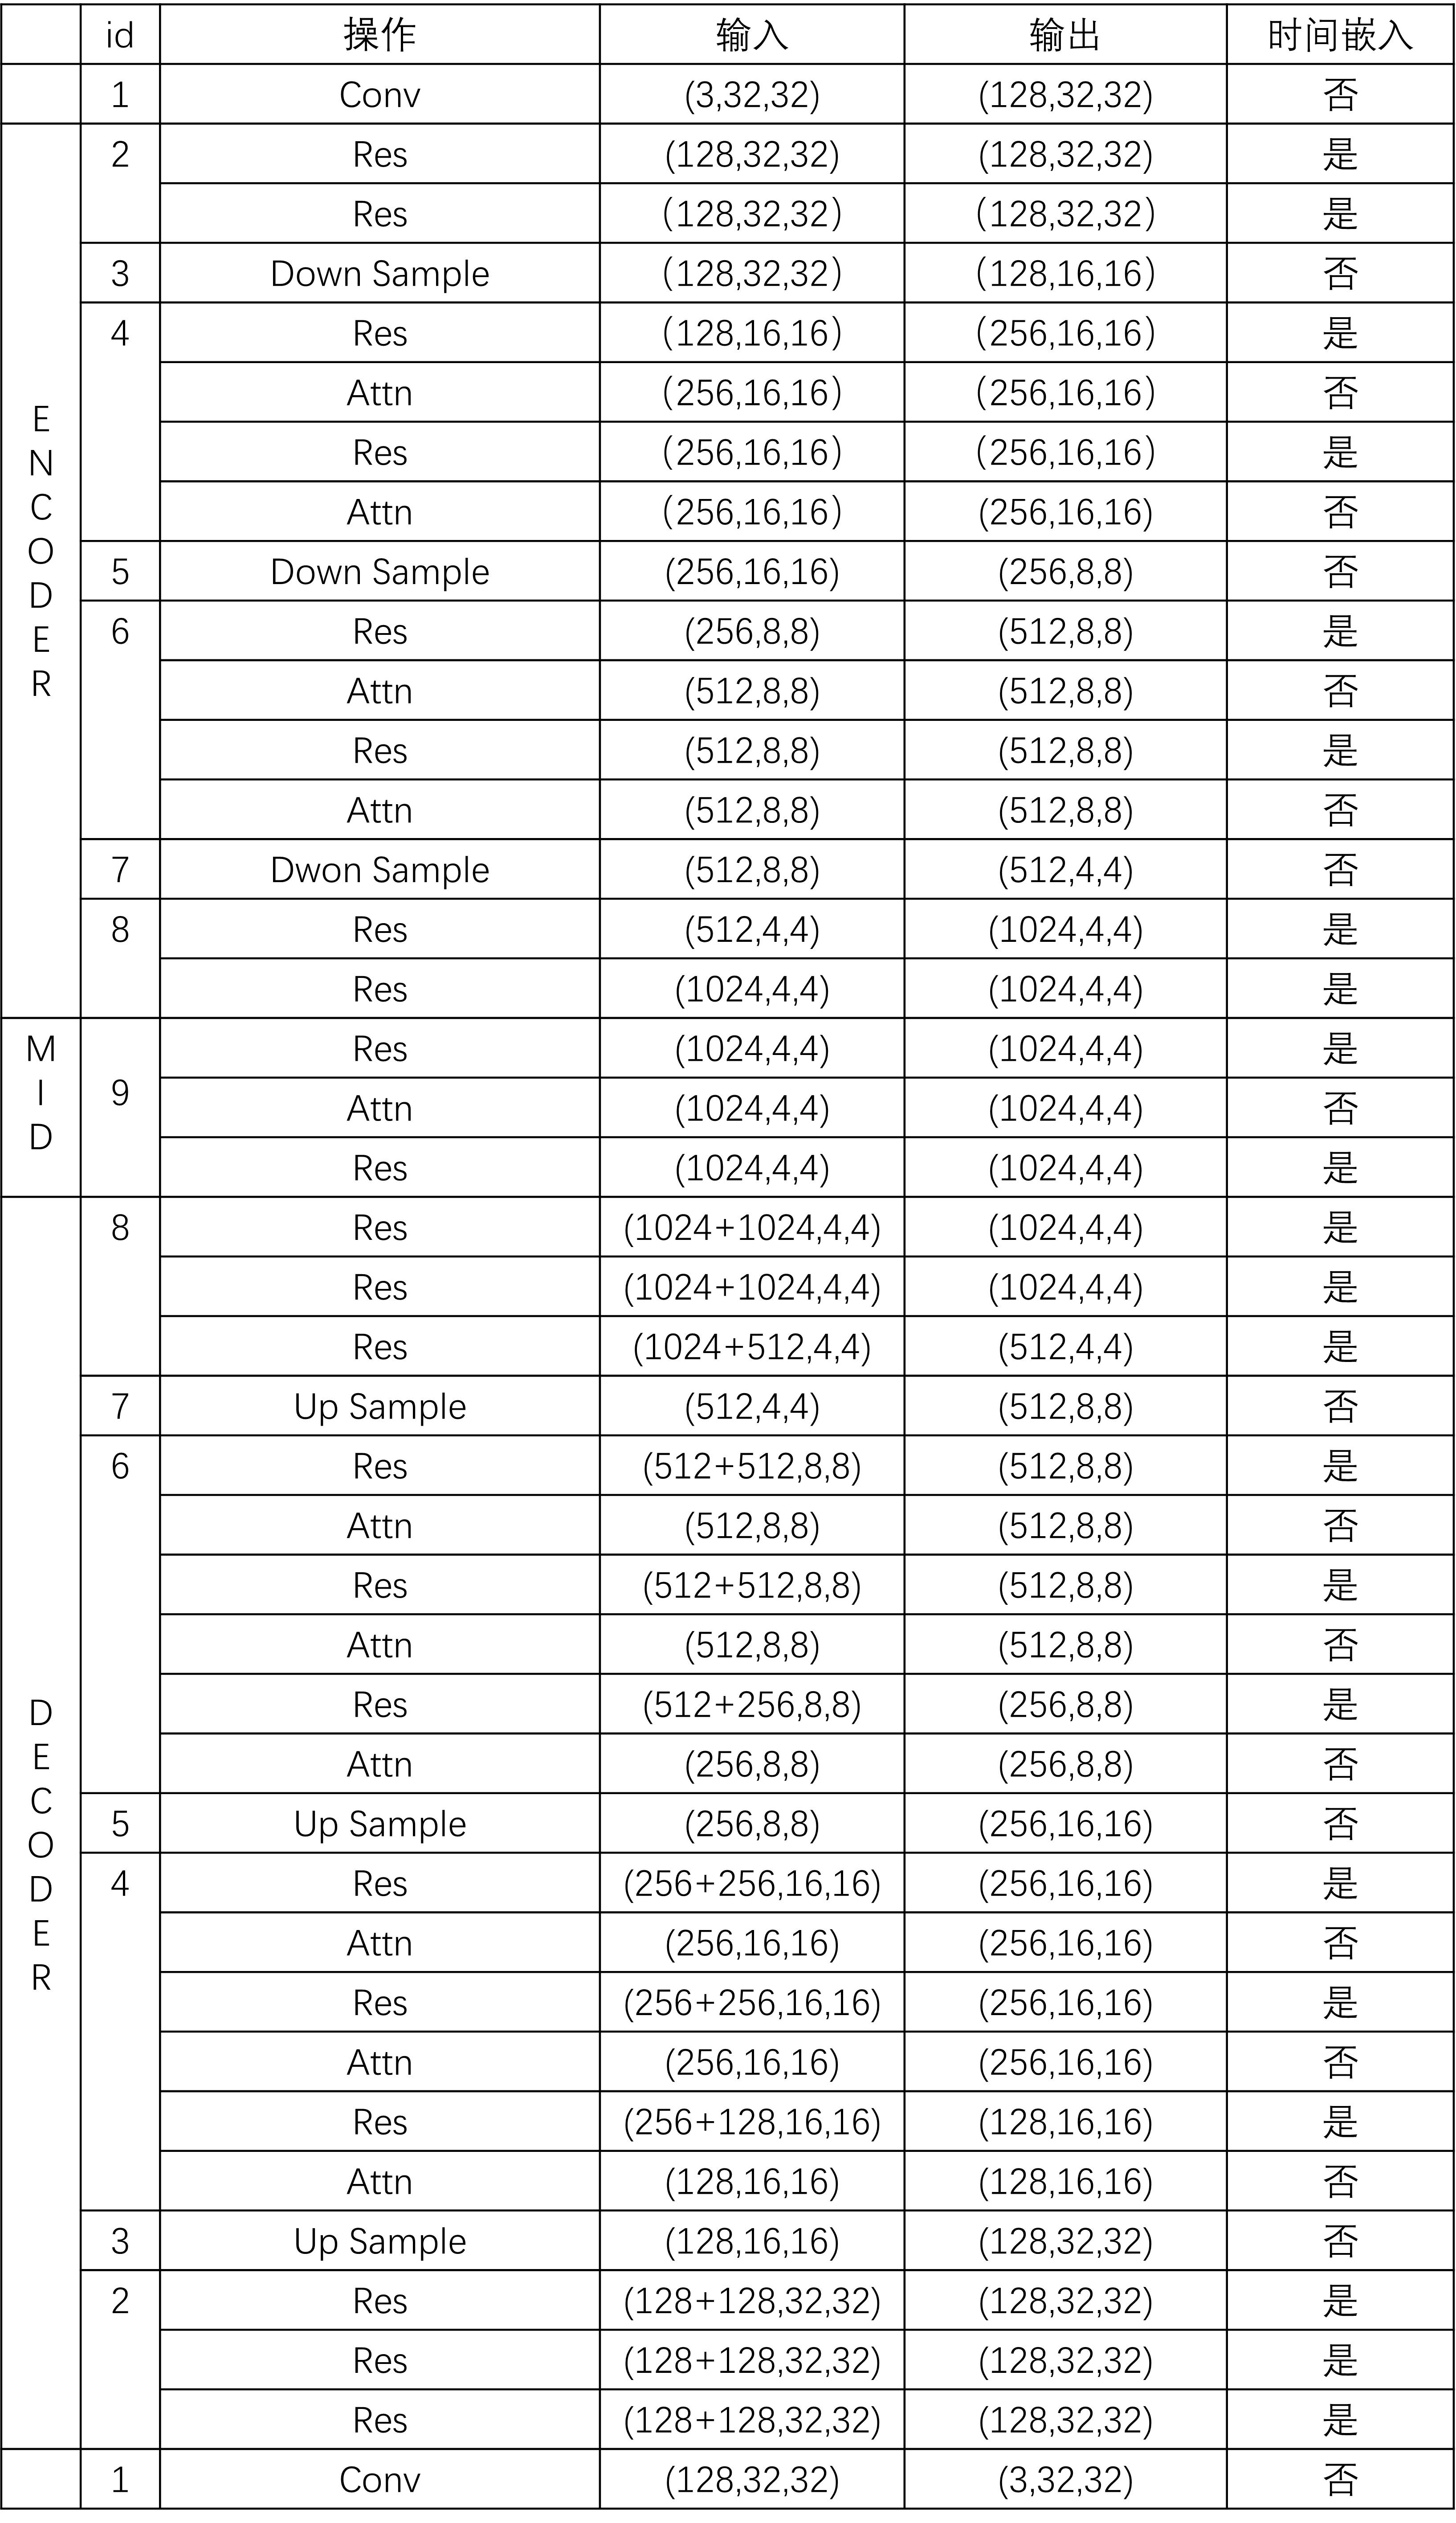 id 操作 输入 输出 时间嵌入
1 Conv (3,32,32) (128,32,32) 否
ENCODER
2 Res (128,32,32) (128,32,32) 是
Res (128,32,32) (128,32,32) 是
3 Down Sample (128,32,32) (128,16,16) 否
4 Res (128,16,16) (256,16,16) 是
Attn (256,16,16) (256,16,16) 否
Res (256,16,16) (256,16,16) 是
Attn (256,16,16) (256,16,16) 否
5 Down Sample (256,16,16) (256,8,8) 否
6 Res (256,8,8) (512,8,8) 是
Attn (512,8,8) (512,8,8) 否
Res (512,8,8) (512,8,8) 是
Attn (512,8,8) (512,8,8) 否
7 Dwon Sample (512,8,8) (512,4,4) 否
8 Res (512,4,4) (1024,4,4) 是
Res (1024,4,4) (1024,4,4) 是
MID
9 Res (1024,4,4) (1024,4,4) 是
Attn (1024,4,4) (1024,4,4) 否
Res (1024,4,4) (1024,4,4) 是
DECODER
8 Res (1024+1024,4,4) (1024,4,4) 是
Res (1024+1024,4,4) (1024,4,4) 是
Res (1024+512,4,4) (512,4,4) 是
7 Up Sample (512,4,4) (512,8,8) 否
6 Res (512+512,8,8) (512,8,8) 是
Attn (512,8,8) (512,8,8) 否
Res (512+512,8,8) (512,8,8) 是
Attn (512,8,8) (512,8,8) 否
Res (512+256,8,8) (256,8,8) 是
Attn (256,8,8) (256,8,8) 否
5 Up Sample (256,8,8) (256,16,16) 否
4 Res (256+256,16,16) (256,16,16) 是
Attn (256,16,16) (256,16,16) 否
Res (256+256,16,16) (256,16,16) 是
Attn (256,16,16) (256,16,16) 否
Res (256+128,16,16) (128,16,16) 是
Attn (128,16,16) (128,16,16) 否
3 Up Sample (128,16,16) (128,32,32) 否
2 Res (128+128,32,32) (128,32,32) 是
Res (128+128,32,32) (128,32,32) 是
Res (128+128,32,32) (128,32,32) 是
1 Conv (128,32,32) (3,32,32) 否